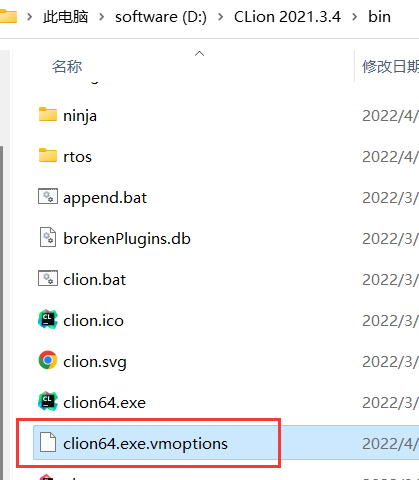 此电脑 > software (D:) > CLion 2021.3.4 > bin
名称 修改日期
ninja 2022/4/
rtos 2022/4/
append.bat 2022/3/
brokenPlugins.db 2022/3/
clion.bat 2022/3/
clion.ico 2022/3/
clion.svg 2022/3/
clion64.exe 2022/3/
clion64.exe.vmoptions 2022/4/